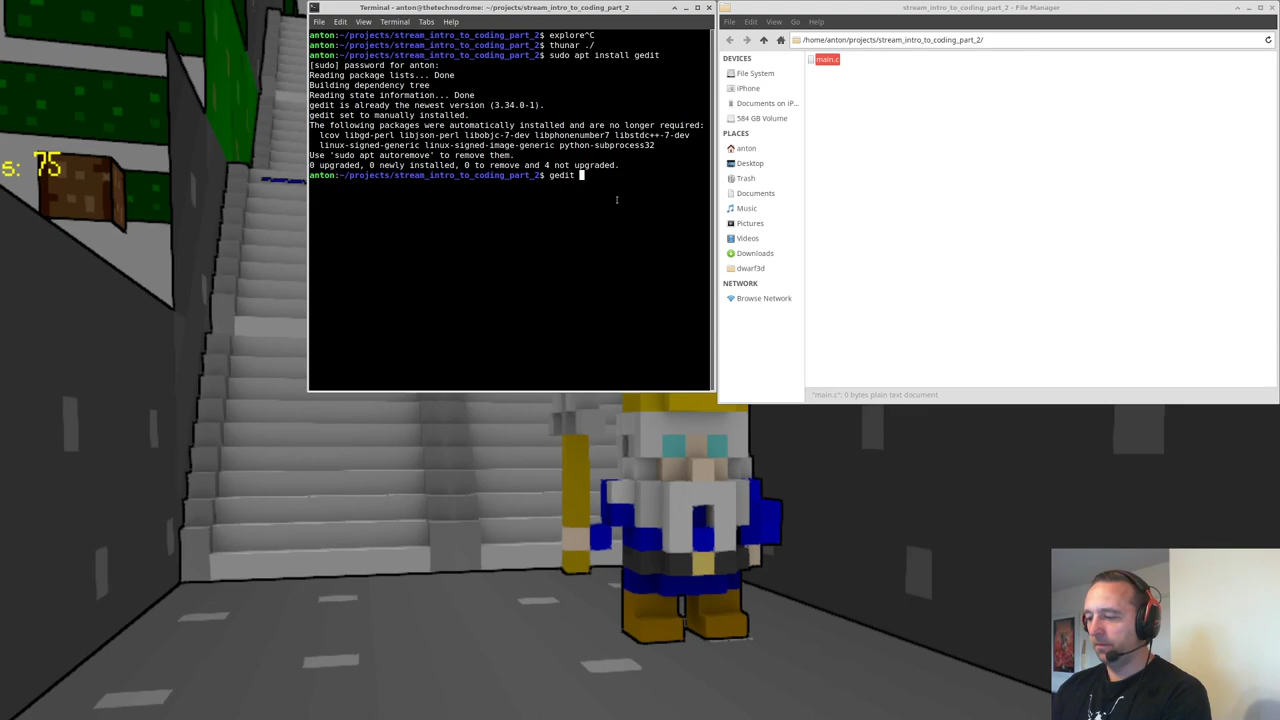 Terminal - anton@thetechnodrome: ~/projects/stream_intro_to_coding_part_2
File Edit View Terminal Tabs Help
anton:~/projects/stream_intro_to_coding_part_2$ explore^C
anton:~/projects/stream_intro_to_coding_part_2$ thunar ./
anton:~/projects/stream_intro_to_coding_part_2$ sudo apt install gedit
[sudo] password for anton:
Reading package lists... Done
Building dependency tree
Reading state information... Done
gedit is already the newest version (3.34.0-1).
gedit set to manually installed.
The following packages were automatically installed and are no longer required:
lcov libgd-perl libjson-perl libobjc-7-dev libphonenumber7 libstdc++-7-dev
linux-signed-generic linux-signed-image-generic python-subprocess32
Use 'sudo apt autoremove' to remove them.
0 upgraded, 0 newly installed, 0 to remove and 4 not upgraded.
anton:~/projects/stream_intro_to_coding_part_2$ gedit
stream_intro_to_coding_part_2 - File Manager
File Edit View Go Help
/home/anton/projects/stream_intro_to_coding_part_2/
DEVICES
File System
iPhone
Documents on iP...
584 GB Volume
PLACES
anton
Desktop
Trash
Documents
Music
Pictures
Videos
Downloads
dwarf3d
NETWORK
Browse Network
main.c
"main.c": 0 bytes plain text document
s: 75